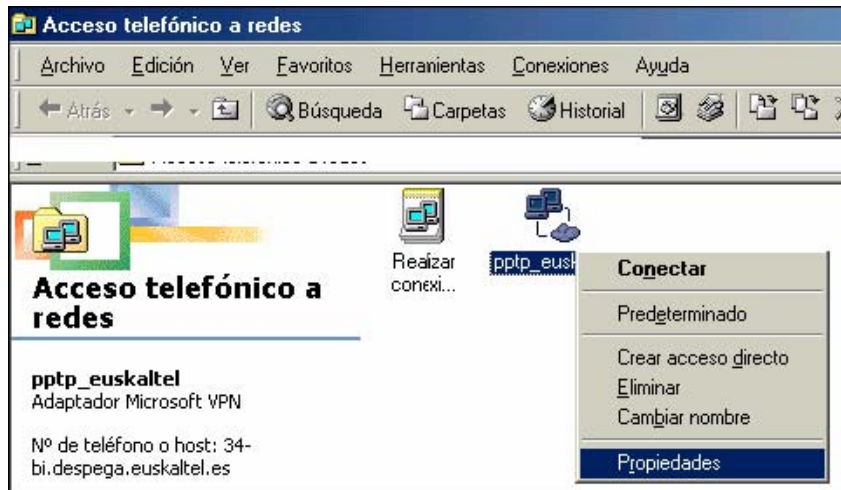 Acceso telefónico a redes
Archivo Edición Ver Favoritos Herramientas Conexiones Ayuda
Atrás Búsqueda Carpetas Historial
Realizar
conexi...
pptp_eusk
Acceso telefónico a
redes
pptp_euskaltel
Adaptador Microsoft VPN
Nº de teléfono o host: 34-
bi.despega.euskaltel.es
Conectar
Predeterminado
Crear acceso directo
Eliminar
Cambiar nombre
Propiedades